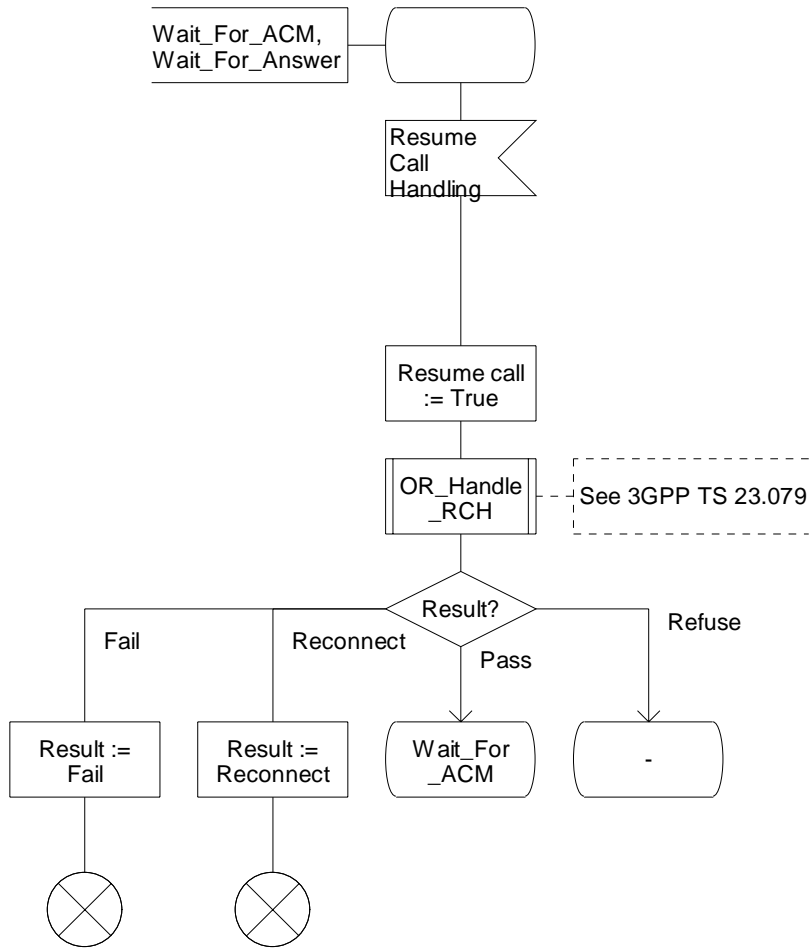 Wait_For_ACM,
Wait_For_Answer
Resume
Call
Handling
Resume call
:= True
OR_Handle
_RCH
See 3GPP TS 23.079
Result?
Fail
Reconnect
Pass
Refuse
Result :=
Fail
Result :=
Reconnect
Wait_For
_ACM
-